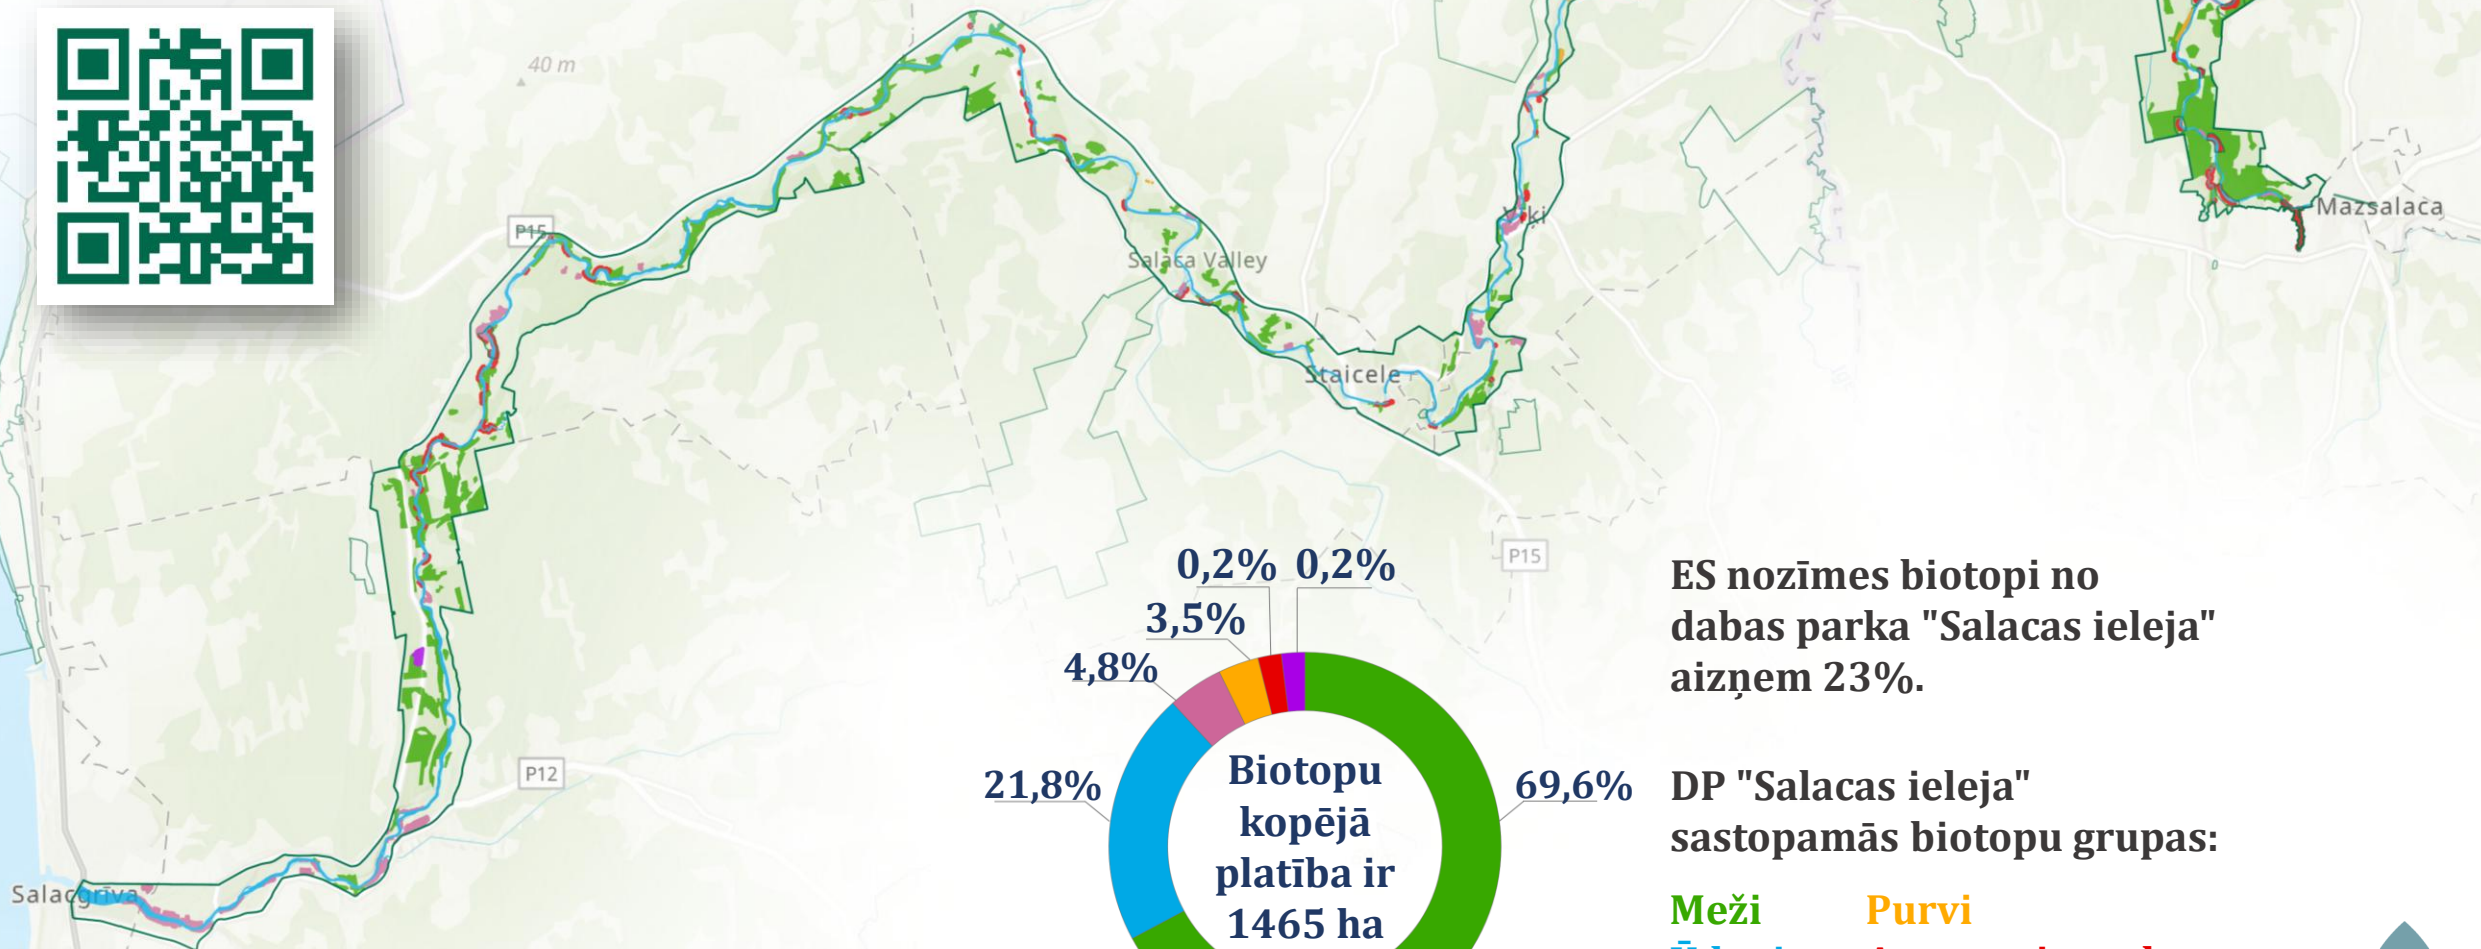 40 m
P15
Salaca Valley
Staicele
Mazsalaca
P15
P12
Salacgrīva
0,2% 0,2%
3,5%
4,8%
21,8%
69,6%
Biotopu
kopējā
platība ir
1465 ha
ES nozīmes biotopi no
dabas parka "Salacas ieleja"
aizņem 23%.
DP "Salacas ieleja"
sastopamās biotopu grupas:
Meži Purvi